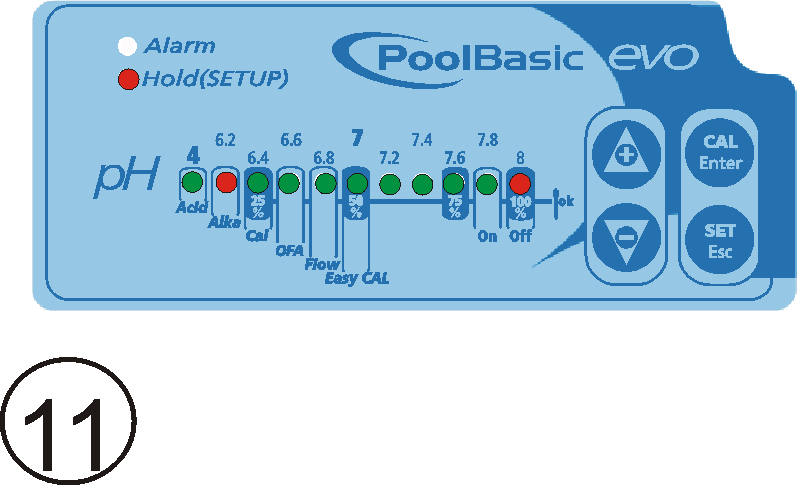 Alarm
Hold(SETUP)
PoolBasic evo
pH
4 6.2 6.4 6.6 6.8 7 7.2 7.4 7.6 7.8 8
25 % 50 % 75 % 100 % ok
Acid Alka Cal OFA Flow Easy CAL On Off
+
CAL
Enter
−
SET
Esc
11